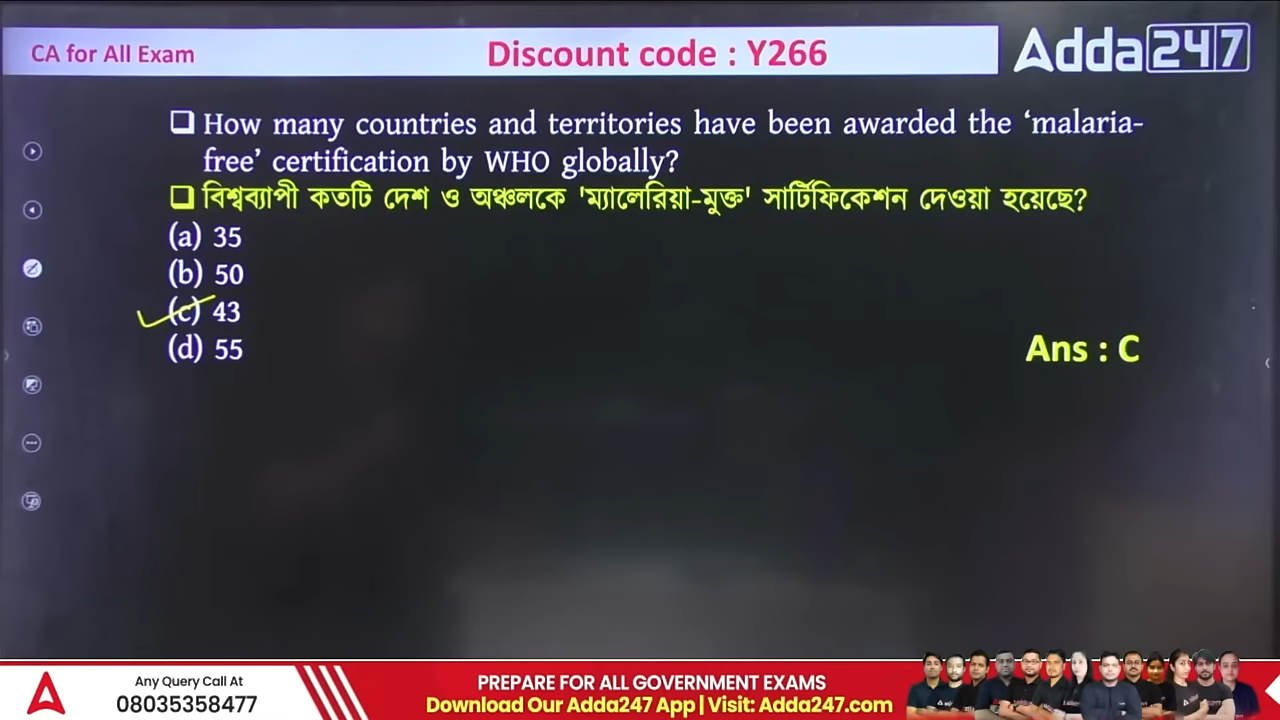 CA for All Exam
Discount code : Y266
Adda247
How many countries and territories have been awarded the ‘malaria-
free’ certification by WHO globally?
বিশ্বব্যাপী কতটি দেশ ও অঞ্চলকে 'ম্যালেরিয়া-মুক্ত' সার্টিফিকেশন দেওয়া হয়েছে?
(a) 35
(b) 50
(c) 43
(d) 55
Ans : C
Any Query Call At
08035358477
PREPARE FOR ALL GOVERNMENT EXAMS
Download Our Adda247 App | Visit: Adda247.com